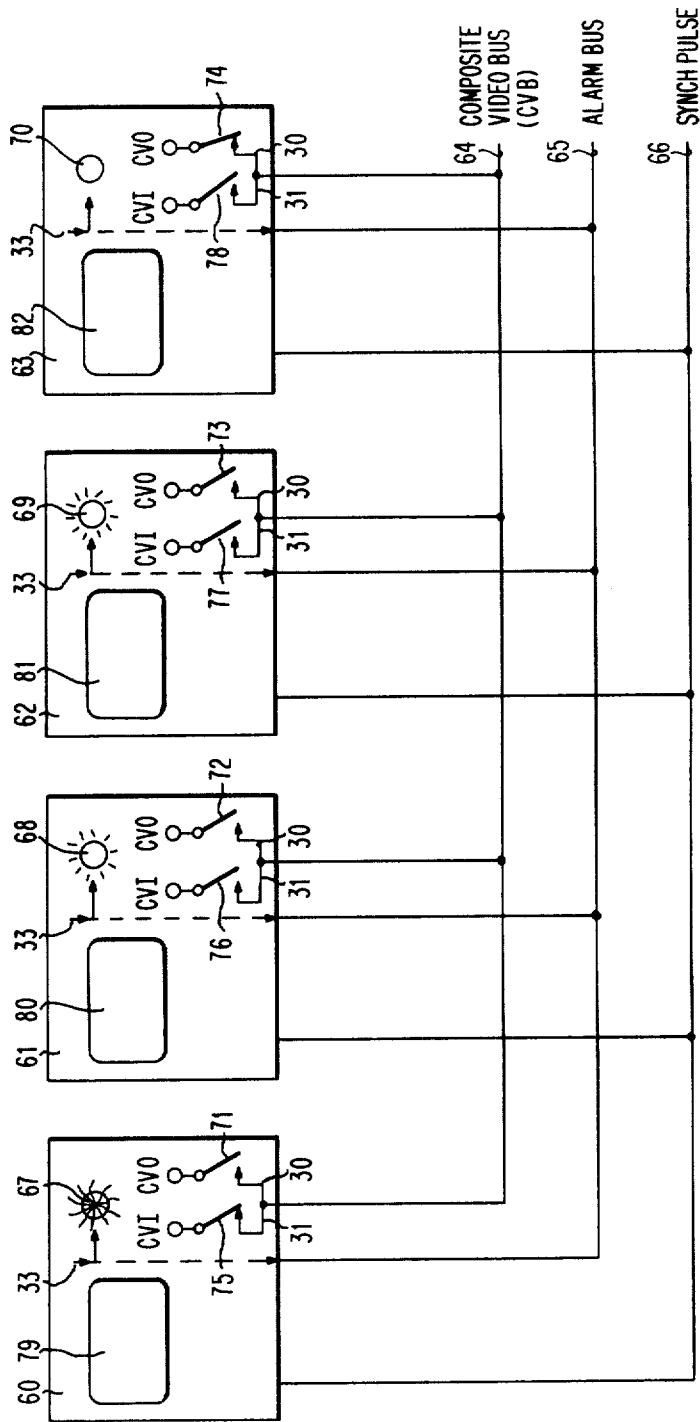 60
79
33
67
CVI
CVO
75
71
31
30
61
80
33
68
CVI
CVO
76
72
31
30
62
81
33
69
CVI
CVO
77
73
31
30
63
82
33
70
CVI
CVO
78
74
31
30
COMPOSITE
VIDEO BUS
(CVB)
64
ALARM BUS
65
SYNCH PULSE
66